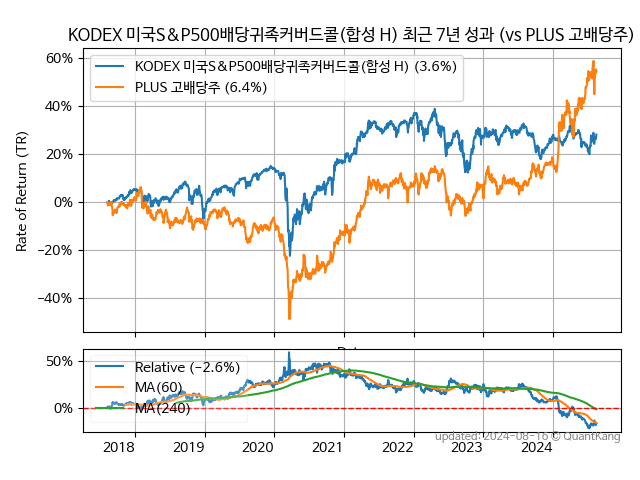 KODEX 미국S&P500배당귀족커버드콜(합성 H) 최근 7년 성과 (vs PLUS 고배당주)
KODEX 미국S&P500배당귀족커버드콜(합성 H) (3.6%)
PLUS 고배당주 (6.4%)
Rate of Return (TR)
60%
40%
20%
0%
−20%
−40%
Relative (−2.6%)
MA(60)
MA(240)
50%
0%
2018 2019 2020 2021 2022 2023 2024
updated: 2024-08-16 © QuantKang